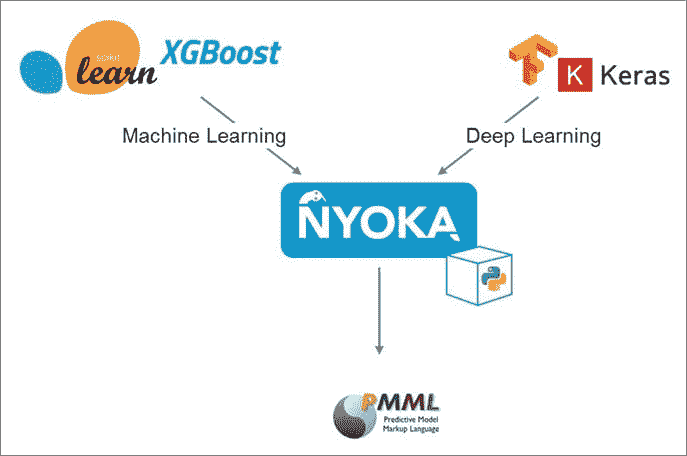 scikit
learn
XGBoost
K Keras
Machine Learning
Deep Learning
NYOKA
PMML
Predictive Model
Markup Language